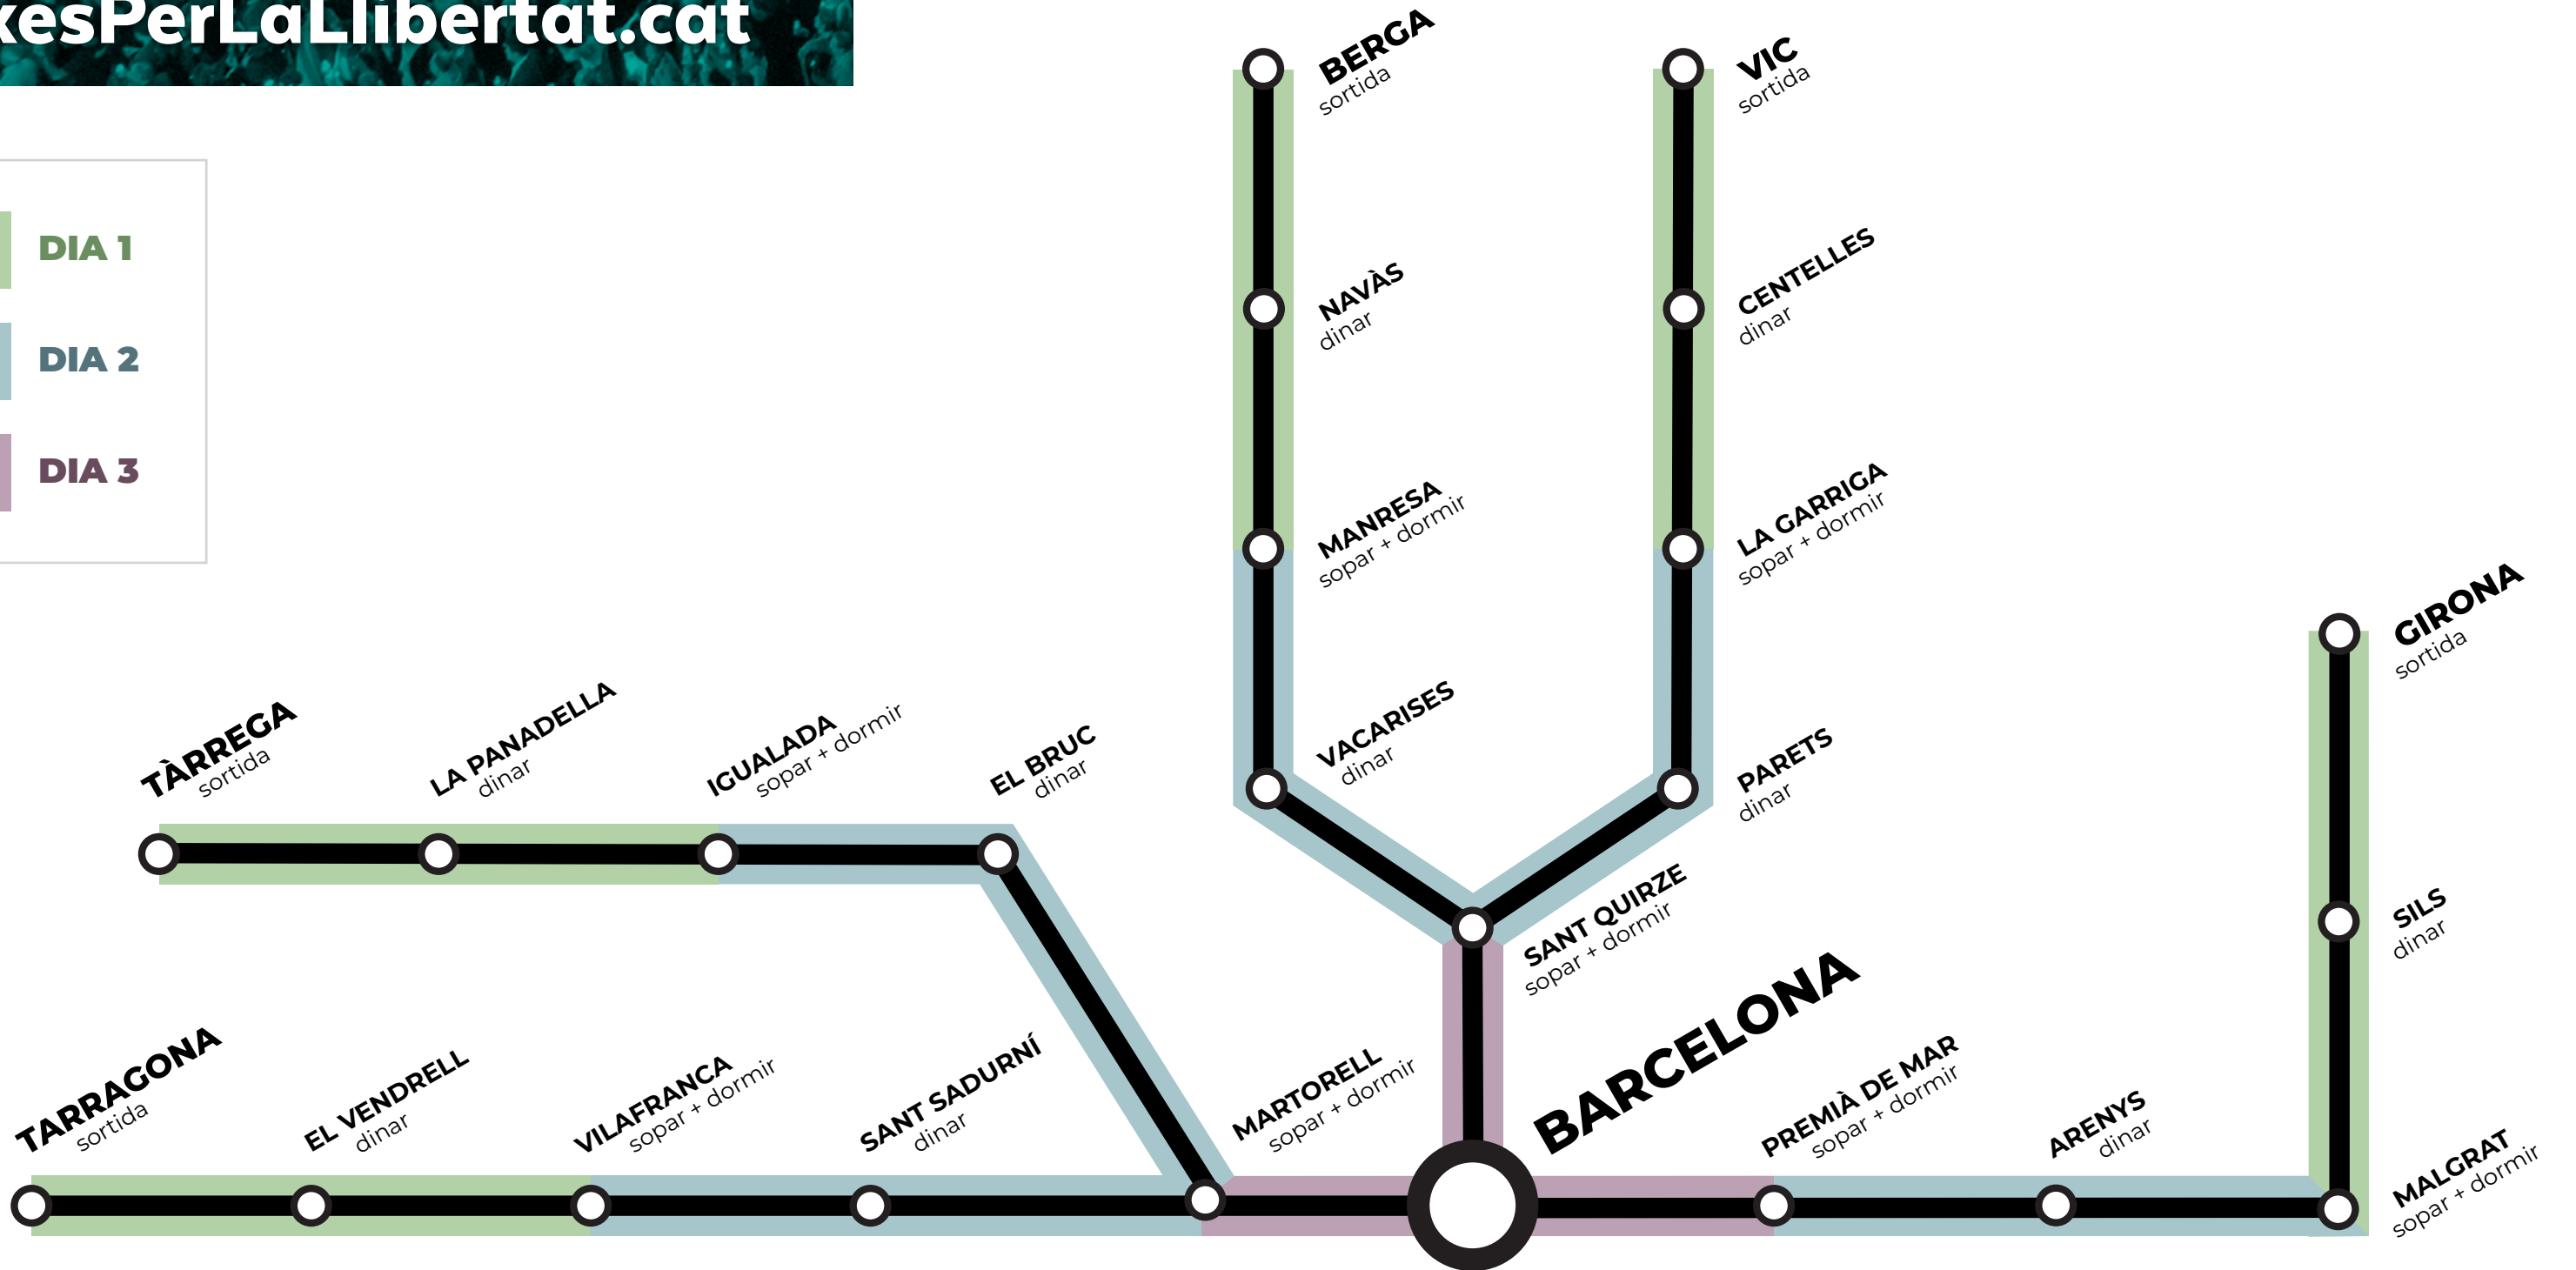 xesPerLaLlibertat.cat
DIA 1
DIA 2
DIA 3
BERGA
sortida
VIC
sortida
NAVÀS
dinar
CENTELLES
dinar
MANRESA
sopar + dormir
LA GARRIGA
sopar + dormir
GIRONA
sortida
VACARISES
dinar
PARETS
dinar
TÀRREGA
sortida
LA PANADELLA
dinar
IGUALADA
sopar + dormir
EL BRUC
dinar
SANT QUIRZE
sopar + dormir
SILS
dinar
BARCELONA
TARRAGONA
sortida
EL VENDRELL
dinar
VILAFRANCA
sopar + dormir
SANT SADURNÍ
dinar
MARTORELL
sopar + dormir
PREMIÀ DE MAR
sopar + dormir
ARENYS
dinar
MALGRAT
sopar + dormir